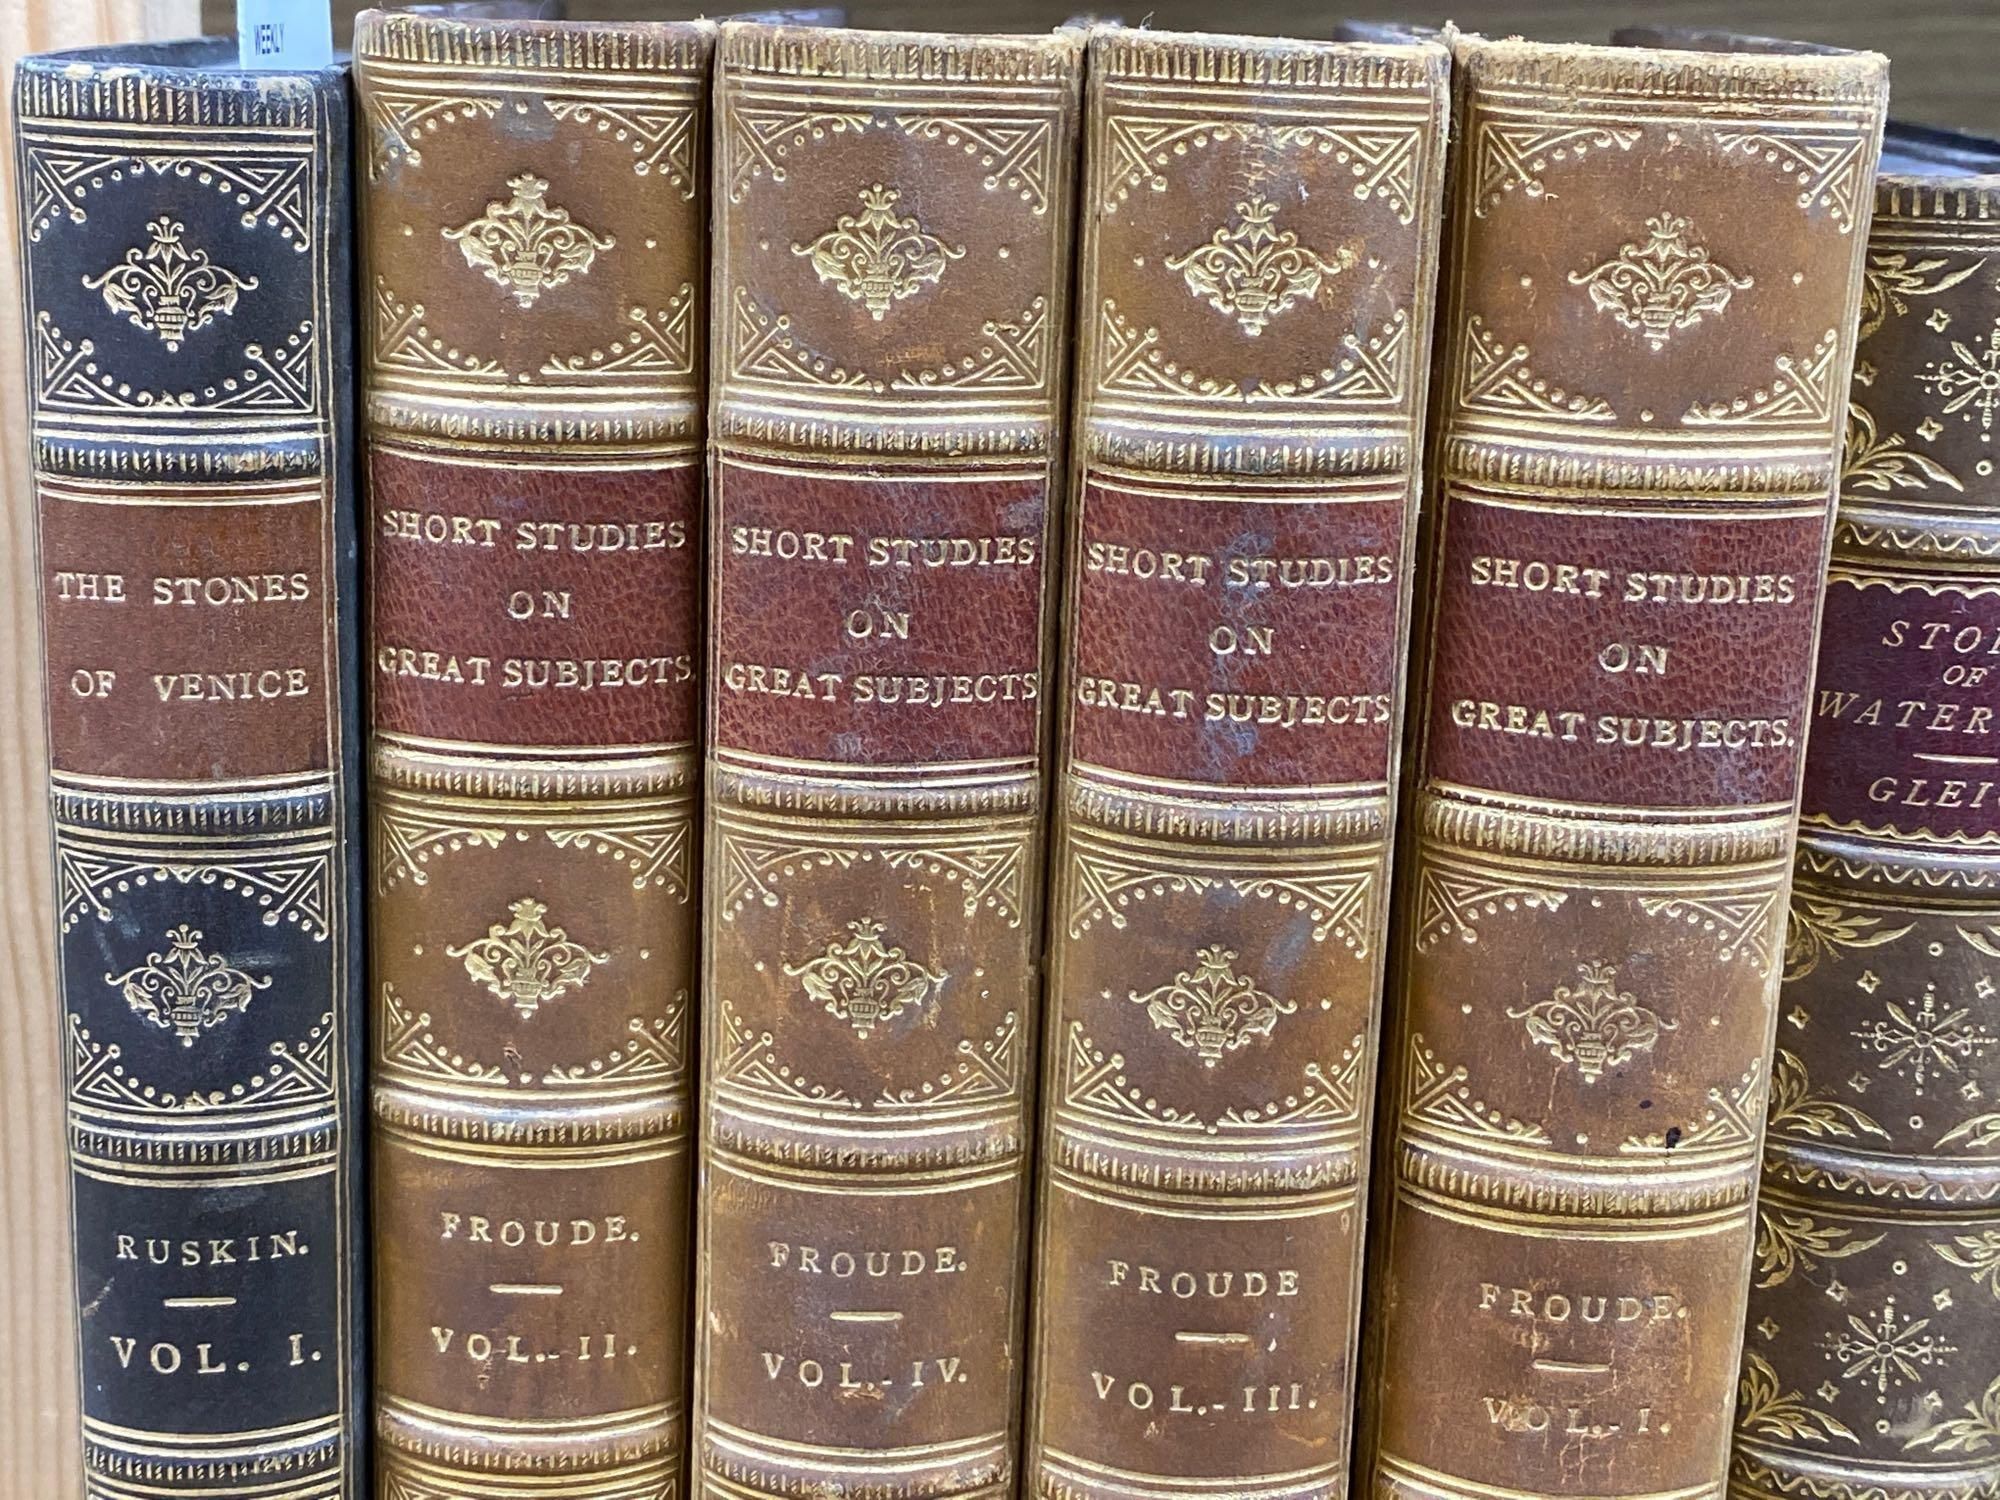 WEEKLY
THE STONES
OF VENICE
RUSKIN.
VOL. I.
SHORT STUDIES
ON
GREAT SUBJECTS.
FROUDE.
VOL.- II.
SHORT STUDIES
ON
GREAT SUBJECTS
FROUDE.
VOL.- IV.
SHORT STUDIES
ON
GREAT SUBJECTS
FROUDE
VOL.- III.
SHORT STUDIES
ON
GREAT SUBJECTS.
FROUDE.
VOL.- I.
OF